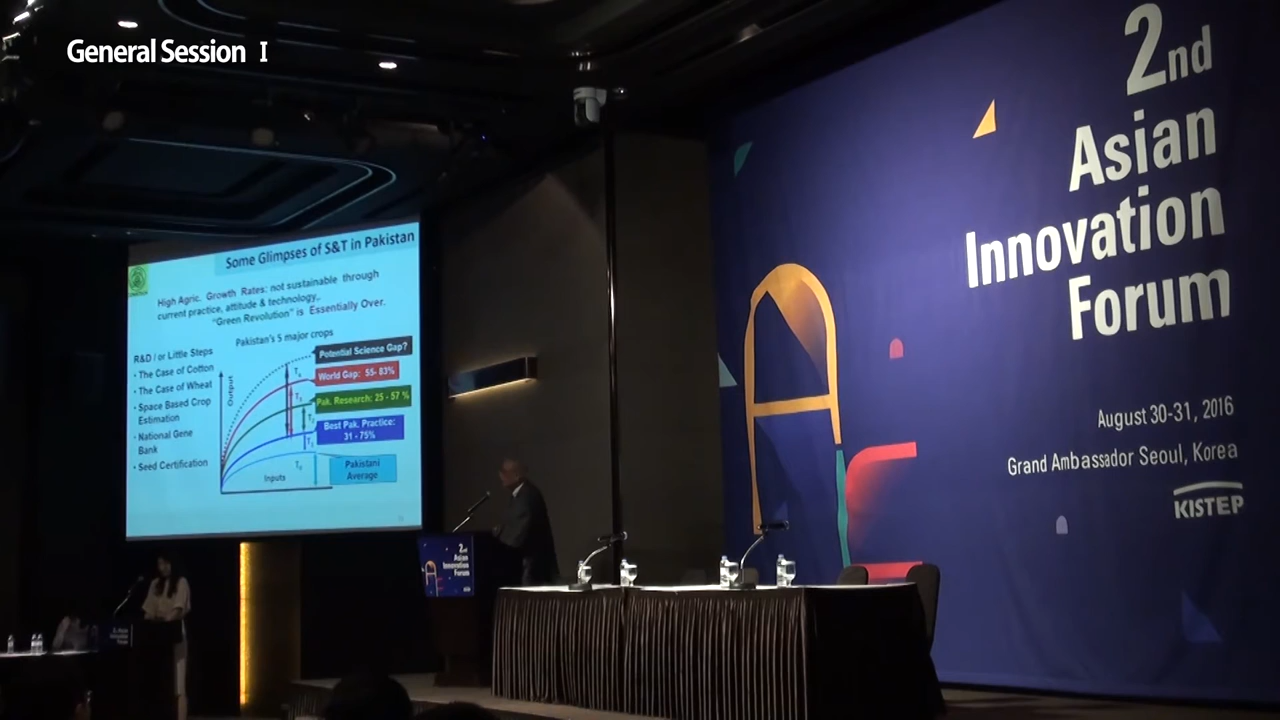 General Session I
Some Glimpses of S&T in Pakistan
High Agric. Growth Rates: not sustainable through
current practice, attitude & technology..
"Green Revolution" is Essentially Over.
Pakistan's 5 major crops
R&D / or Little Steps
• The Case of Cotton
• The Case of Wheat
• Space Based Crop
Estimation
• National Gene
Bank
• Seed Certification
Output
Inputs
Potential Science Gap?
World Gap: 55- 83%
Pak. Research: 25 - 57 %
Best Pak. Practice:
31 - 75%
Pakistani
Average
2nd
Asian
Innovation
Forum
August 30-31, 2016
Grand Ambassador Seoul, Korea
KISTEP
2nd
Asian
Innovation
Forum